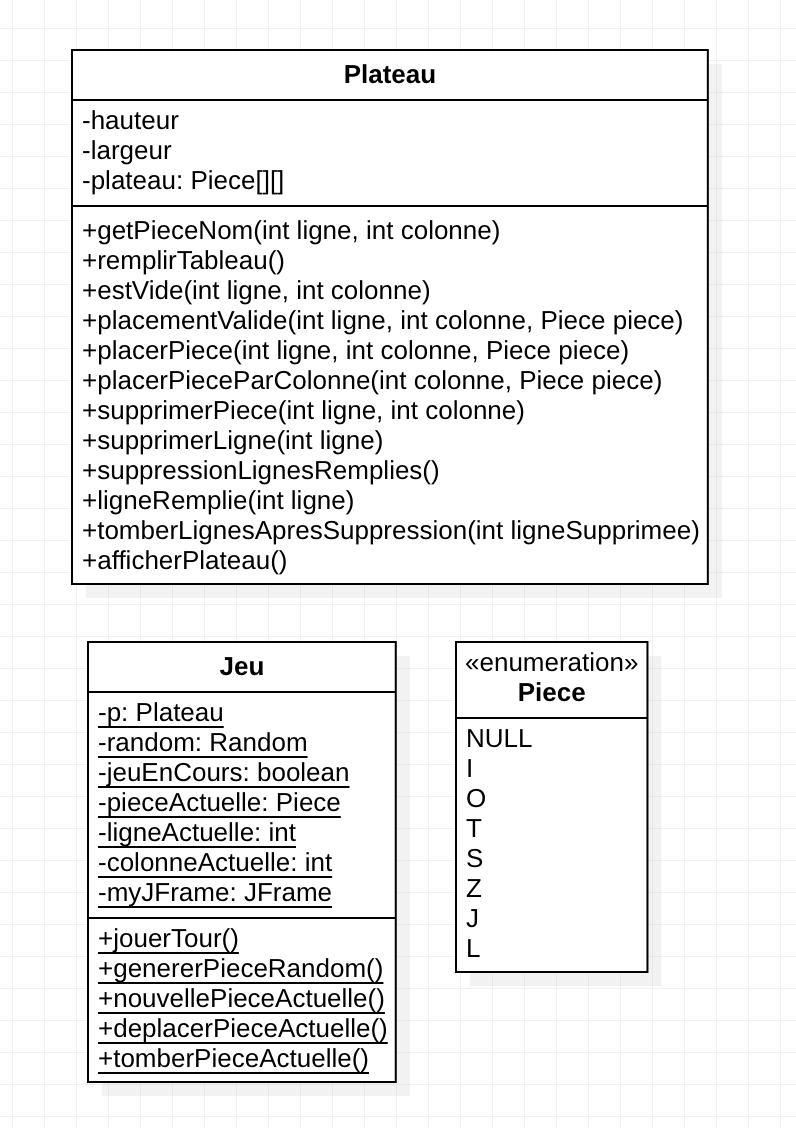 Plateau
-hauteur
-largeur
-plateau: Piece[][]
+getPieceNom(int ligne, int colonne)
+remplirTableau()
+estVide(int ligne, int colonne)
+placementValide(int ligne, int colonne, Piece piece)
+placerPiece(int ligne, int colonne, Piece piece)
+placerPieceParColonne(int colonne, Piece piece)
+supprimerPiece(int ligne, int colonne)
+supprimerLigne(int ligne)
+suppressionLignesRemplies()
+ligneRemplie(int ligne)
+tomberLignesApresSuppression(int ligneSupprimee)
+afficherPlateau()
Jeu
-p: Plateau
-random: Random
-jeuEnCours: boolean
-pieceActuelle: Piece
-ligneActuelle: int
-colonneActuelle: int
-myJFrame: JFrame
+jouerTour()
+genererPieceRandom()
+nouvellePieceActuelle()
+deplacerPieceActuelle()
+tomberPieceActuelle()
«enumeration»
Piece
NULL
I
O
T
S
Z
J
L